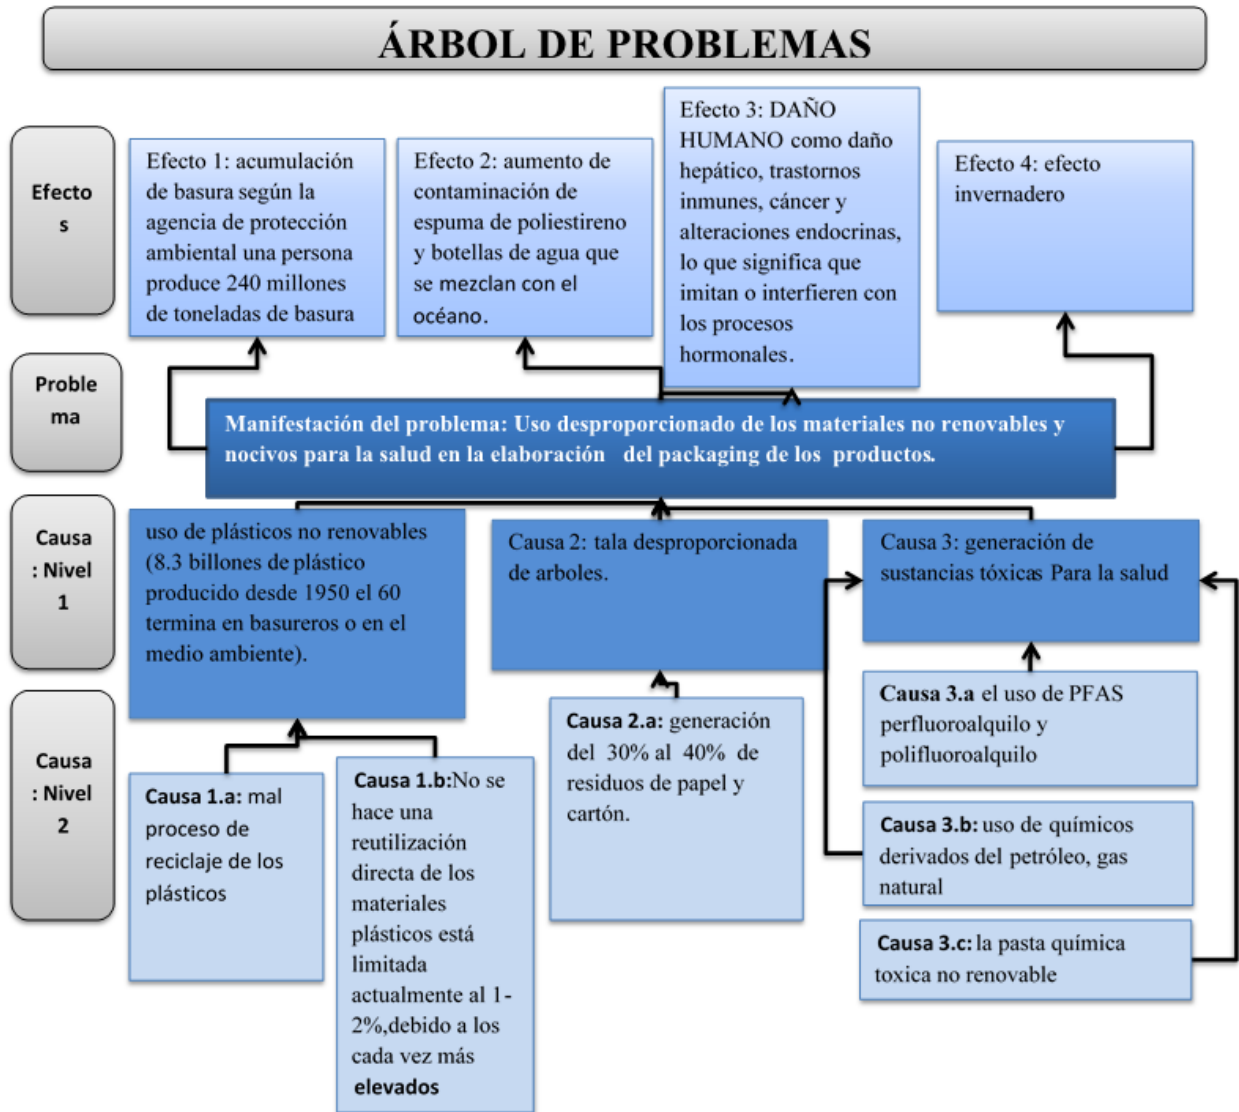 ÁRBOL DE PROBLEMAS
Efecto
s
Efecto 1: acumulación
de basura según la
agencia de protección
ambiental una persona
produce 240 millones
de toneladas de basura
Efecto 2: aumento de
contaminación de
espuma de poliestireno
y botellas de agua que
se mezclan con el
océano.
Efecto 3: DAÑO
HUMANO como daño
hepático, trastornos
inmunes, cáncer y
alteraciones endocrinas,
lo que significa que
imitan o interfieren con
los procesos
hormonales.
Efecto 4: efecto
invernadero
Proble
ma
Manifestación del problema: Uso desproporcionado de los materiales no renovables y
nocivos para la salud en la elaboración del packaging de los productos.
Causa
: Nivel
1
uso de plásticos no renovables
(8.3 billones de plástico
producido desde 1950 el 60
termina en basureros o en el
medio ambiente).
Causa 2: tala desproporcionada
de arboles.
Causa 3: generación de
sustancias tóxicas Para la salud
Causa
: Nivel
2
Causa 1.a: mal
proceso de
reciclaje de los
plásticos
Causa 1.b:No se
hace una
reutilización
directa de los
materiales
plásticos está
limitada
actualmente al 1-
2%,debido a los
cada vez más
elevados
Causa 2.a: generación
del 30% al 40% de
residuos de papel y
cartón.
Causa 3.a el uso de PFAS
perfluoroalquilo y
polifluoroalquilo
Causa 3.b: uso de químicos
derivados del petróleo, gas
natural
Causa 3.c: la pasta química
toxica no renovable